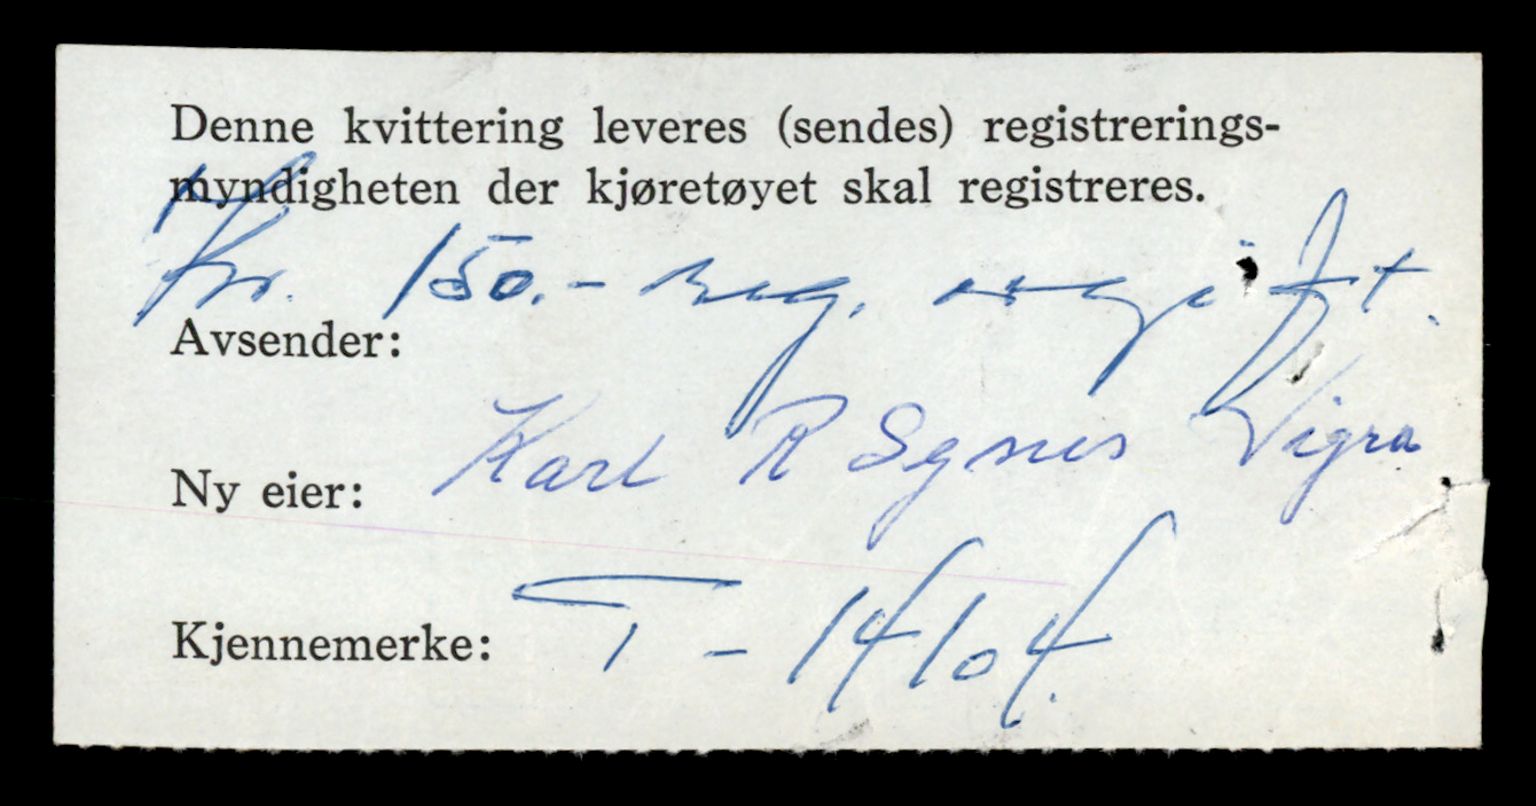 Denne kvittering leveres (sendes) registrerings-
myndigheten der kjøretøyet skal registreres.
Kr. 150.- reg. avgift.
Avsender:
Ny eier: Karl R Sgnes Vigra
Kjennemerke: T - 14104.